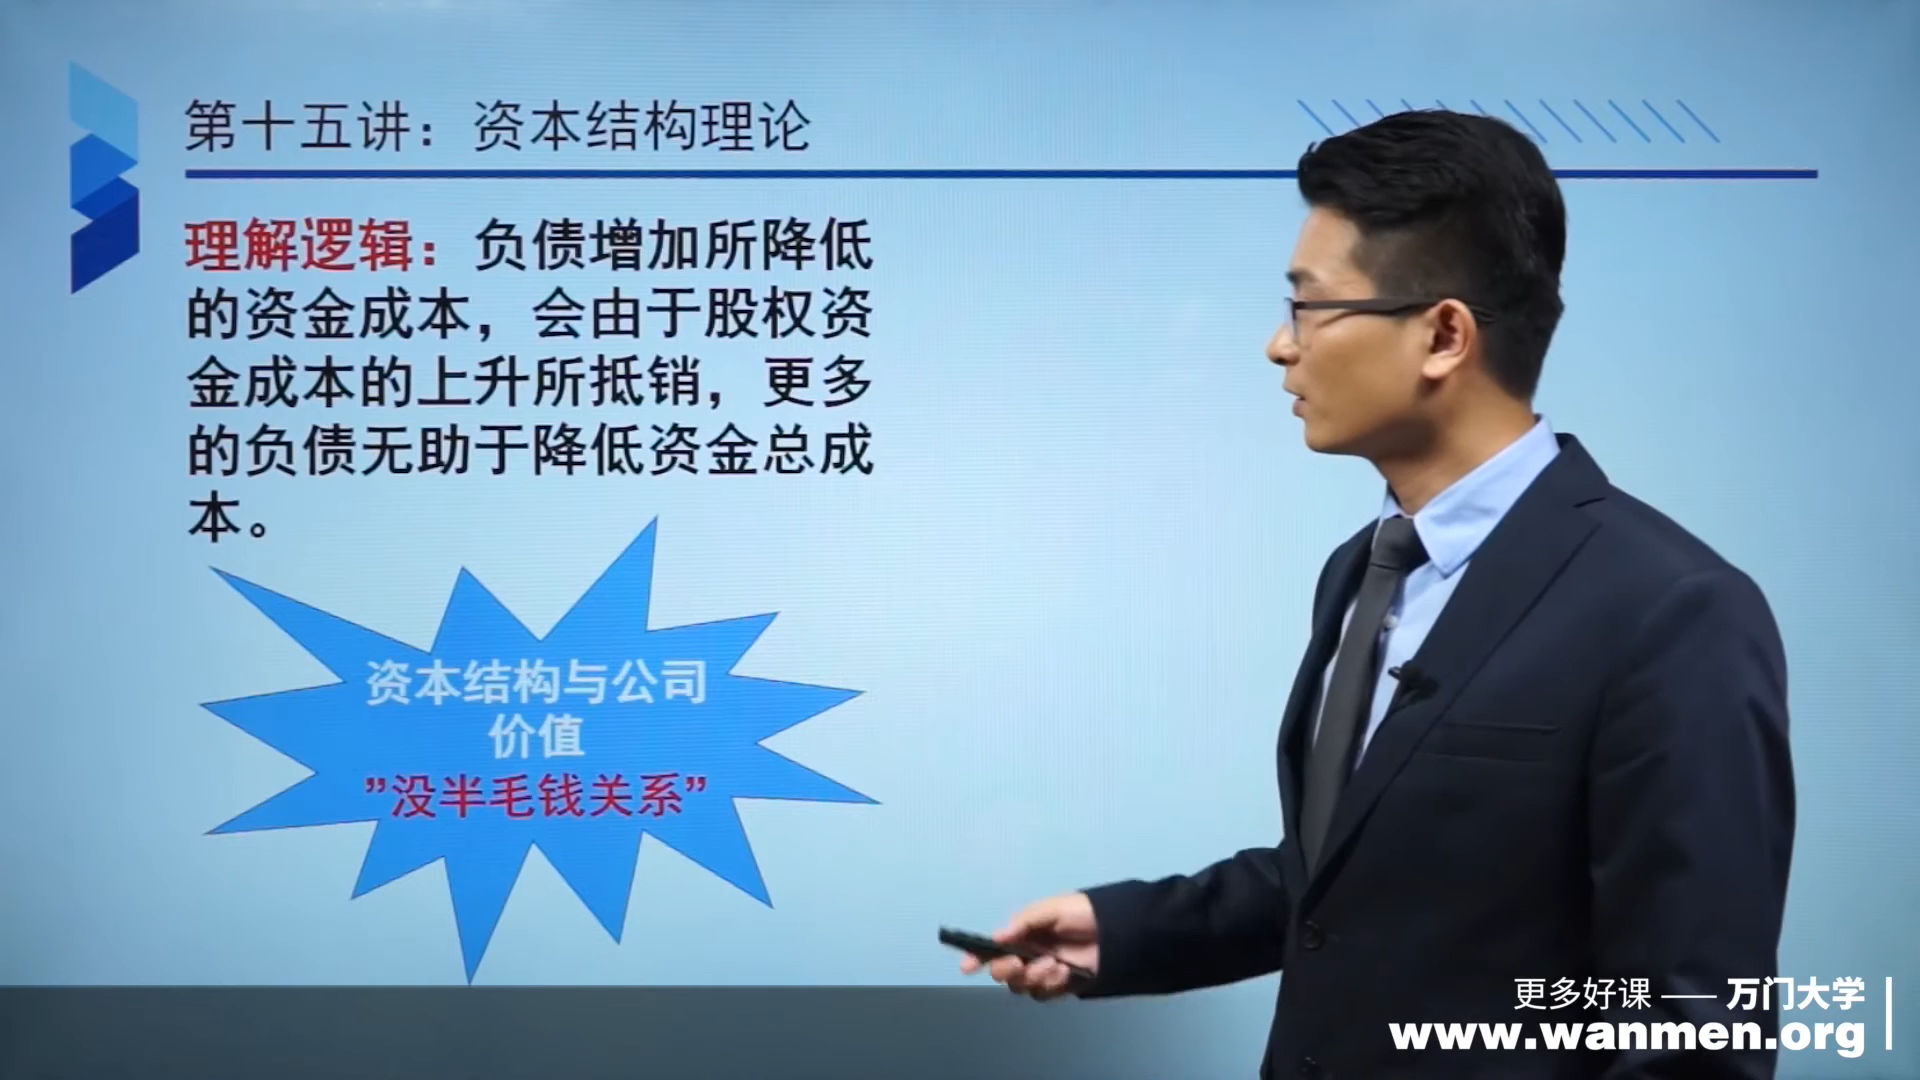 第十五讲：资本结构理论
理解逻辑：负债增加所降低
的资金成本，会由于股权资
金成本的上升所抵销，更多
的负债无助于降低资金总成
本。
资本结构与公司
价值
”没半毛钱关系”
更多好课 —— 万门大学
www.wanmen.org